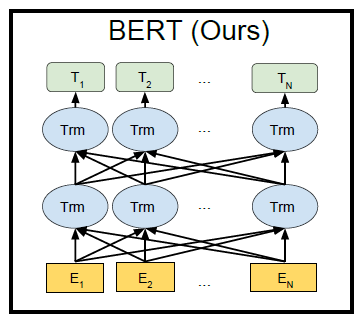 BERT (Ours)
T1 T2 ... TN
Trm Trm ... Trm
Trm Trm ... Trm
E1 E2 ... EN